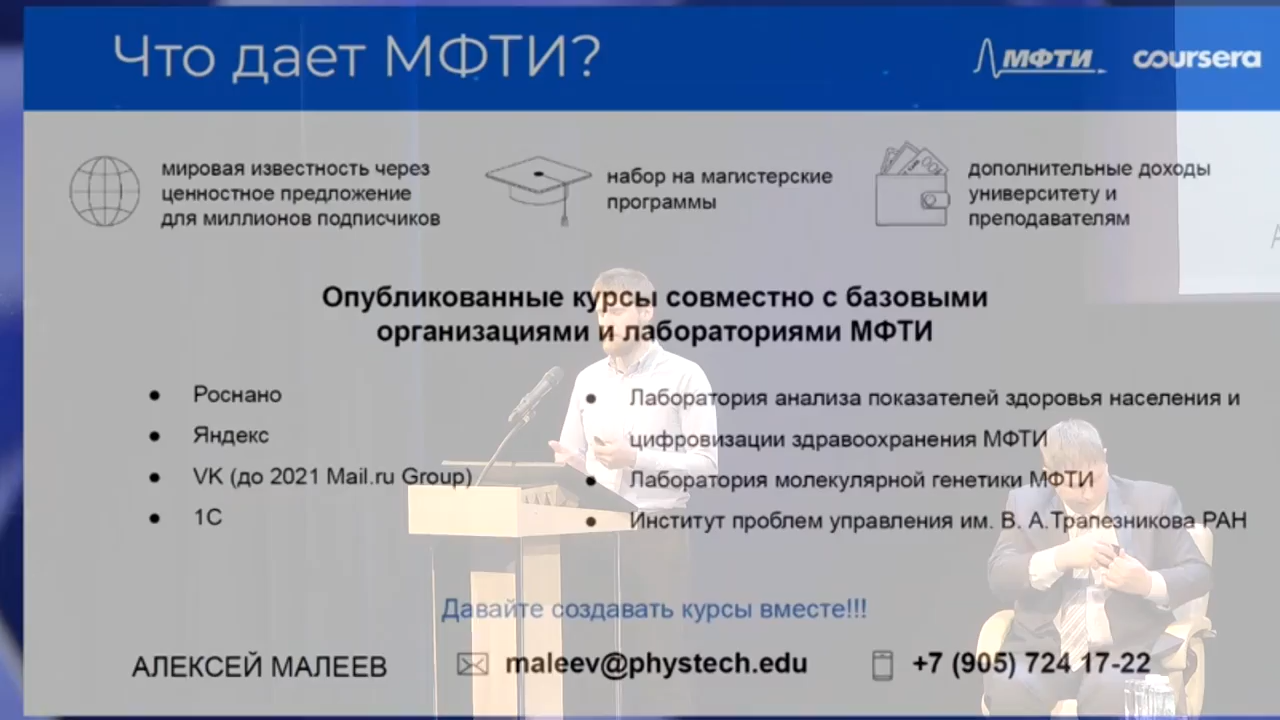 Что дает МФТИ?
МФТИ
coursera
мировая известность через
ценностное предложение
для миллионов подписчиков
набор на магистерские
программы
дополнительные доходы
университету и
преподавателям
Опубликованные курсы совместно с базовыми
организациями и лабораториями МФТИ
• Роснано
• Яндекс
• VK (до 2021 Mail.ru Group)
• 1С
• Лаборатория анализа показателей здоровья населения и
цифровизации здравоохранения МФТИ
• Лаборатория молекулярной генетики МФТИ
• Институт проблем управления им. В. А.Трапезникова РАН
Давайте создавать курсы вместе!!!
АЛЕКСЕЙ МАЛЕЕВ
maleev@phystech.edu
+7 (905) 724 17-22